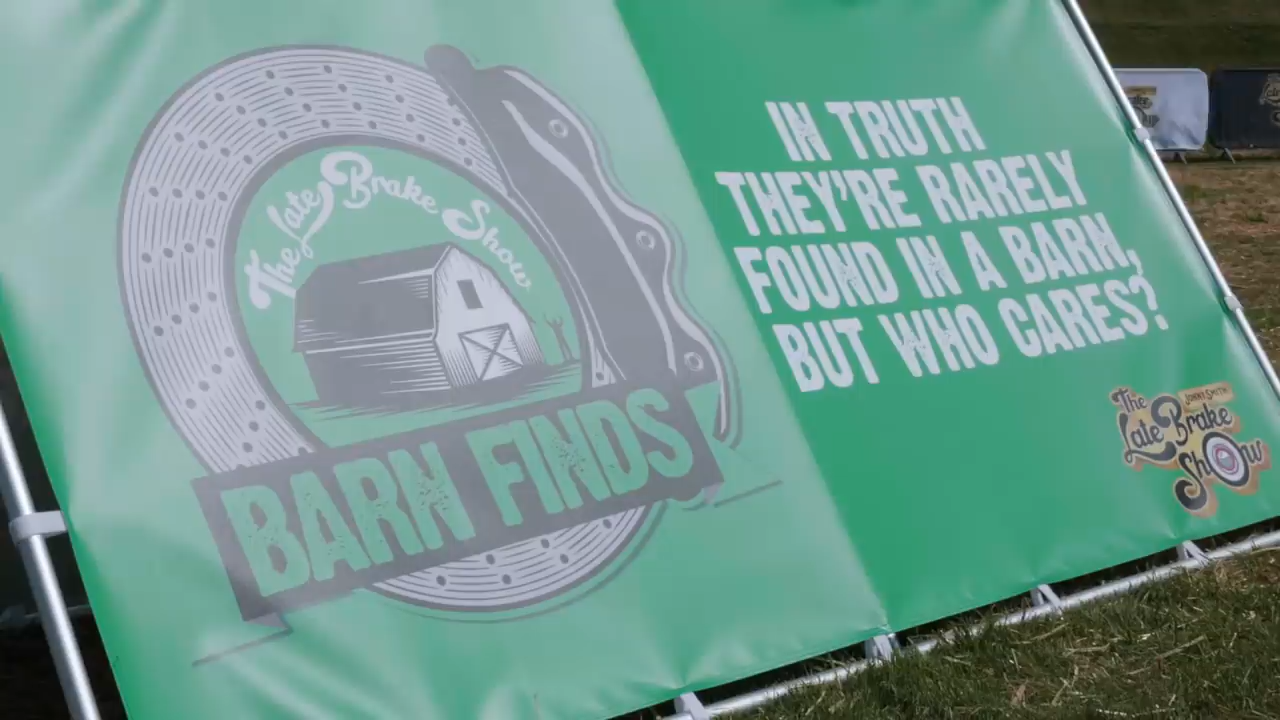 The Late Brake Show
BARN FINDS
IN TRUTH
THEY'RE RARELY
FOUND IN A BARN,
BUT WHO CARES?
JONNY SMITH
The
Late Brake
Show